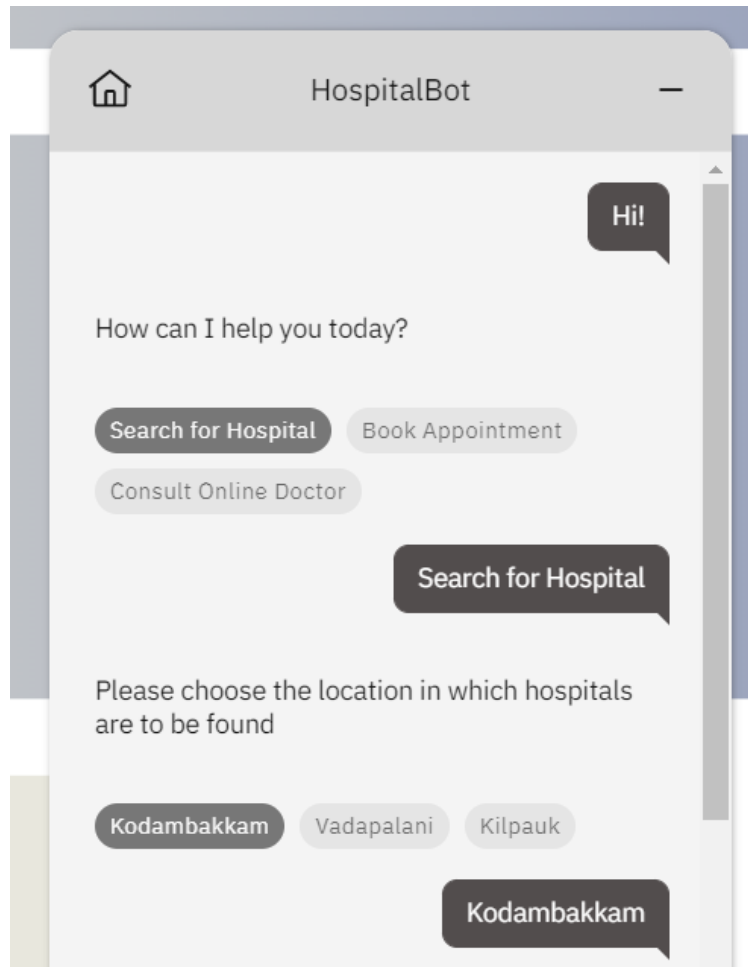 HospitalBot
Hi!
How can I help you today?
Search for Hospital
Book Appointment
Consult Online Doctor
Search for Hospital
Please choose the location in which hospitals
are to be found
Kodambakkam
Vadapalani
Kilpauk
Kodambakkam